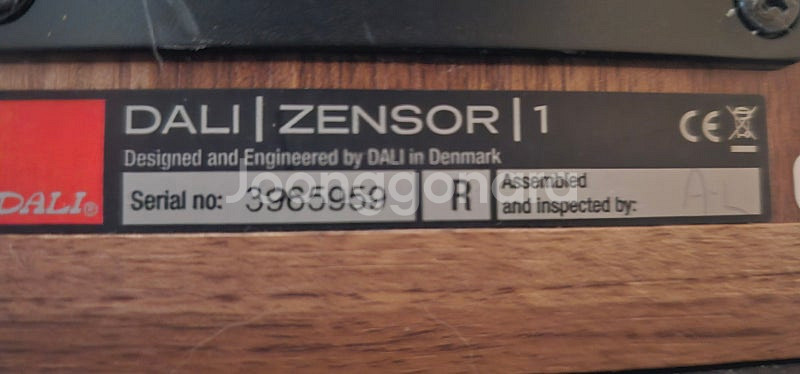 DALI | ZENSOR | 1
CE
Designed and Engineered by DALI in Denmark
DALI®
Serial no: 3965959
R
Assembled
and inspected by: A-L
Joonggonara